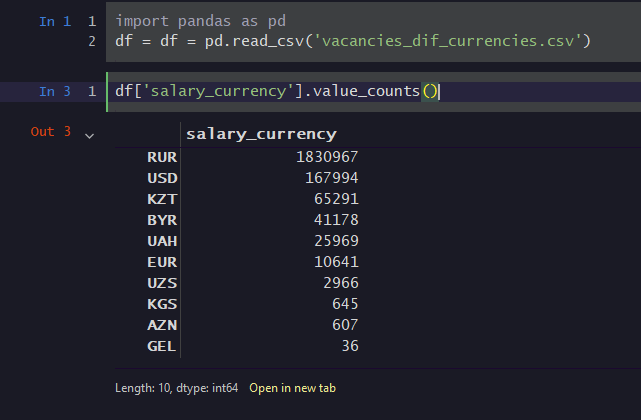 In 1 1 import pandas as pd
2 df = df = pd.read_csv('vacancies_dif_currencies.csv')
In 3 1 df['salary_currency'].value_counts()
Out 3 salary_currency
RUR 1830967
USD 167994
KZT 65291
BYR 41178
UAH 25969
EUR 10641
UZS 2966
KGS 645
AZN 607
GEL 36
Length: 10, dtype: int64 Open in new tab